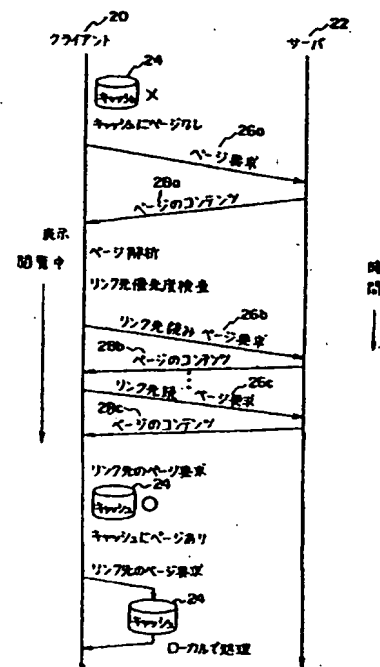 20
22
クライアント
サーバ
24
キャッシュ ×
キャッシュにページなし
26a
ページ要求
28a
ページのコンテンツ
表示
閲覧中
ページ解析
時間
リンク先優先度検査
26b
リンク先読み ページ要求
28b
ページのコンテンツ
リンク先読 ページ要求
26c
28c
ページのコンテンツ
リンク先のページ要求
24
キャッシュ ○
キャッシュにページあり
リンク先のページ要求
24
キャッシュ
ローカルで処理